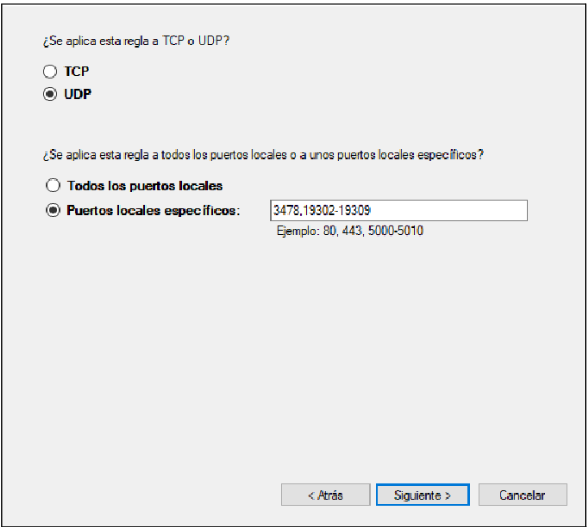 ¿Se aplica esta regla a TCP o UDP?
TCP
UDP
¿Se aplica esta regla a todos los puertos locales o a unos puertos locales específicos?
Todos los puertos locales
Puertos locales específicos: 3478,19302-19309
Ejemplo: 80, 443, 5000-5010
< Atrás Siguiente > Cancelar